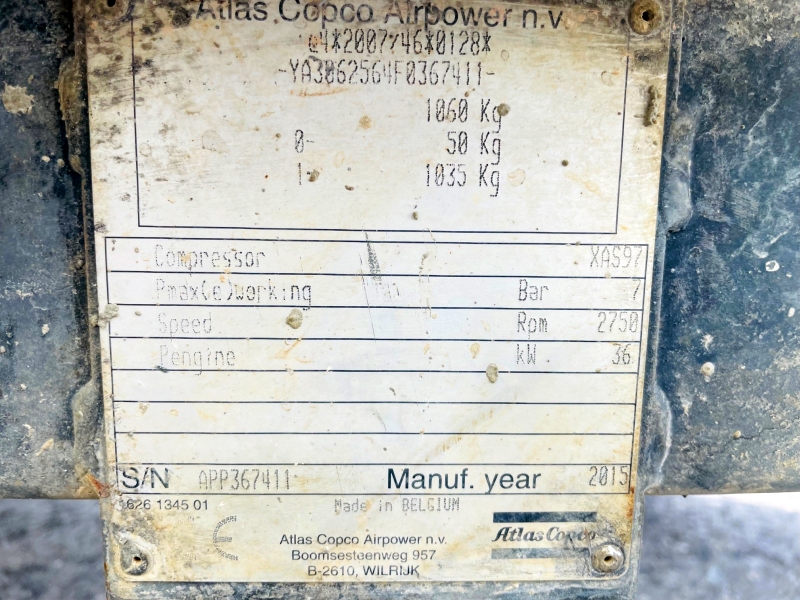 Atlas Copco Airpower n.v.
e4*2007/46*0128*
-YA3062564F0367411-
1060 Kg
0- 50 Kg
1- 1035 Kg
Compressor XAS97
Pmax(e)working Bar 7
Speed Rpm 2750
Pengine kW 36
S/N APP367411 Manuf. year 2015
1626 1345 01 Made in BELGIUM
CE
Atlas Copco Airpower n.v. Atlas Copco
Boomsesteenweg 957
B-2610, WILRIJK